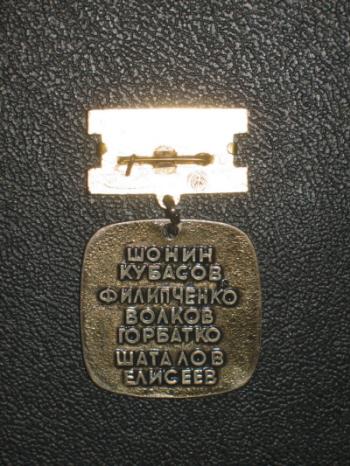 ШОНИН
КУБАСОВ
ФИЛИПЧЕНКО
ВОЛКОВ
ГОРБАТКО
ШАТАЛОВ
ЕЛИСЕЕВ